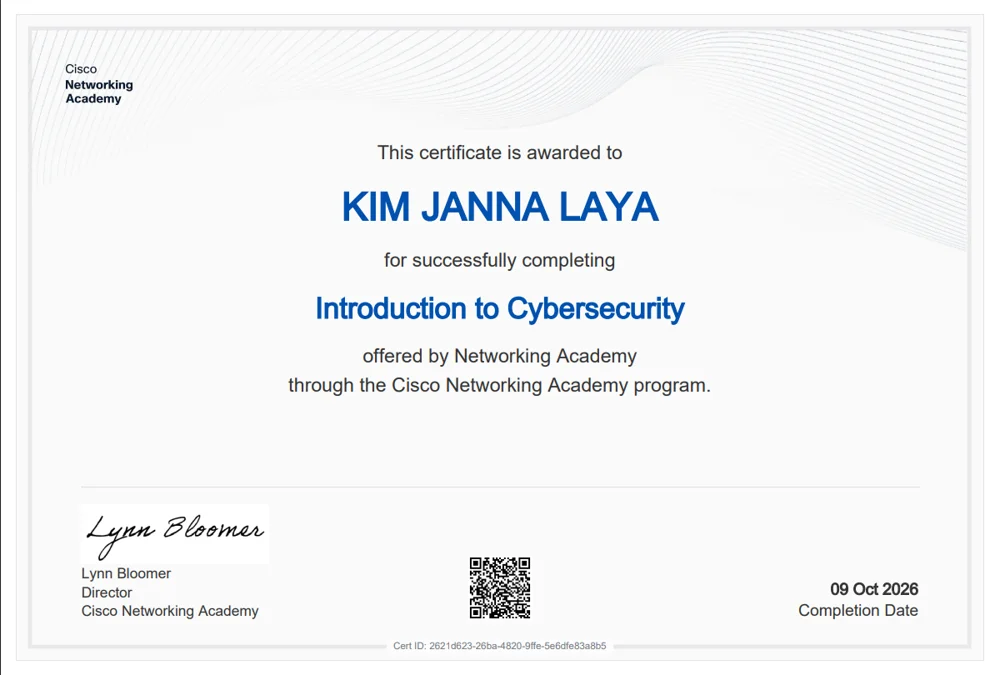 Cisco
Networking
Academy
This certificate is awarded to
KIM JANNA LAYA
for successfully completing
Introduction to Cybersecurity
offered by Networking Academy
through the Cisco Networking Academy program.
Lynn Bloomer
Lynn Bloomer
Director
Cisco Networking Academy
09 Oct 2026
Completion Date
Cert ID: 2621d623-26ba-4820-9ffe-5e6dfe83a8b5